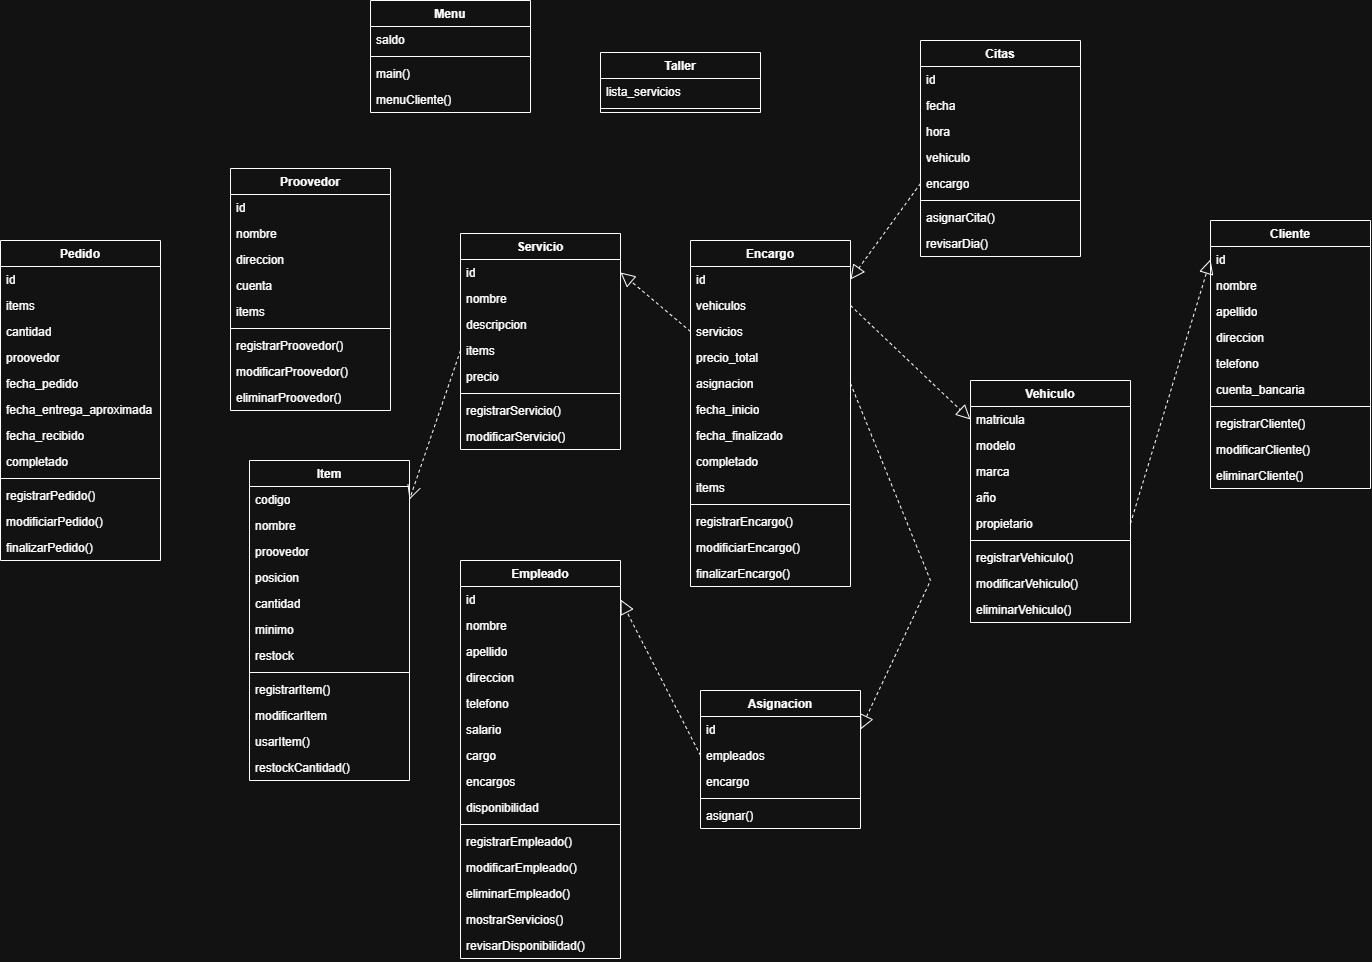 Menu
saldo
main()
menuCliente()
Taller
lista_servicios
Citas
id
fecha
hora
vehiculo
encargo
asignarCita()
revisarDia()
Proovedor
id
nombre
direccion
cuenta
items
registrarProovedor()
modificarProovedor()
eliminarProovedor()
Pedido
id
items
cantidad
proovedor
fecha_pedido
fecha_entrega_aproximada
fecha_recibido
completado
registrarPedido()
modificiarPedido()
finalizarPedido()
Servicio
id
nombre
descripcion
items
precio
registrarServicio()
modificarServicio()
Encargo
id
vehiculos
servicios
precio_total
asignacion
fecha_inicio
fecha_finalizado
completado
items
registrarEncargo()
modificiarEncargo()
finalizarEncargo()
Cliente
id
nombre
apellido
direccion
telefono
cuenta_bancaria
registrarCliente()
modificarCliente()
eliminarCliente()
Vehiculo
matricula
modelo
marca
año
propietario
registrarVehiculo()
modificarVehiculo()
eliminarVehiculo()
Item
codigo
nombre
proovedor
posicion
cantidad
minimo
restock
registrarItem()
modificarItem
usarItem()
restockCantidad()
Empleado
id
nombre
apellido
direccion
telefono
salario
cargo
encargos
disponibilidad
registrarEmpleado()
modificarEmpleado()
eliminarEmpleado()
mostrarServicios()
revisarDisponibilidad()
Asignacion
id
empleados
encargo
asignar()